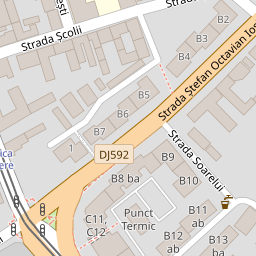 ești
B2
Strada Școlii
B3
Strada Ștefan Octavian Ios
B4
B5
B6
B7
1
DJ592
B9
Strada Soarelui
B8 ba
B10
C11,
C12
Punct
Termic
B11
ab
B12
ab
B13
ba